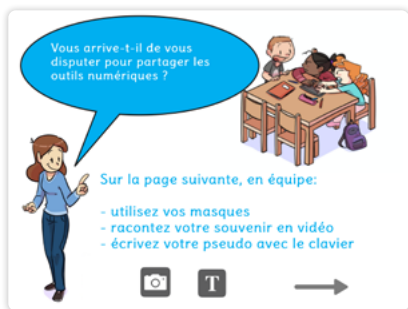 Vous arrive-t-il de vous
disputer pour partager les
outils numériques ?
Sur la page suivante, en équipe:
- utilisez vos masques
- racontez votre souvenir en vidéo
- écrivez votre pseudo avec le clavier
T